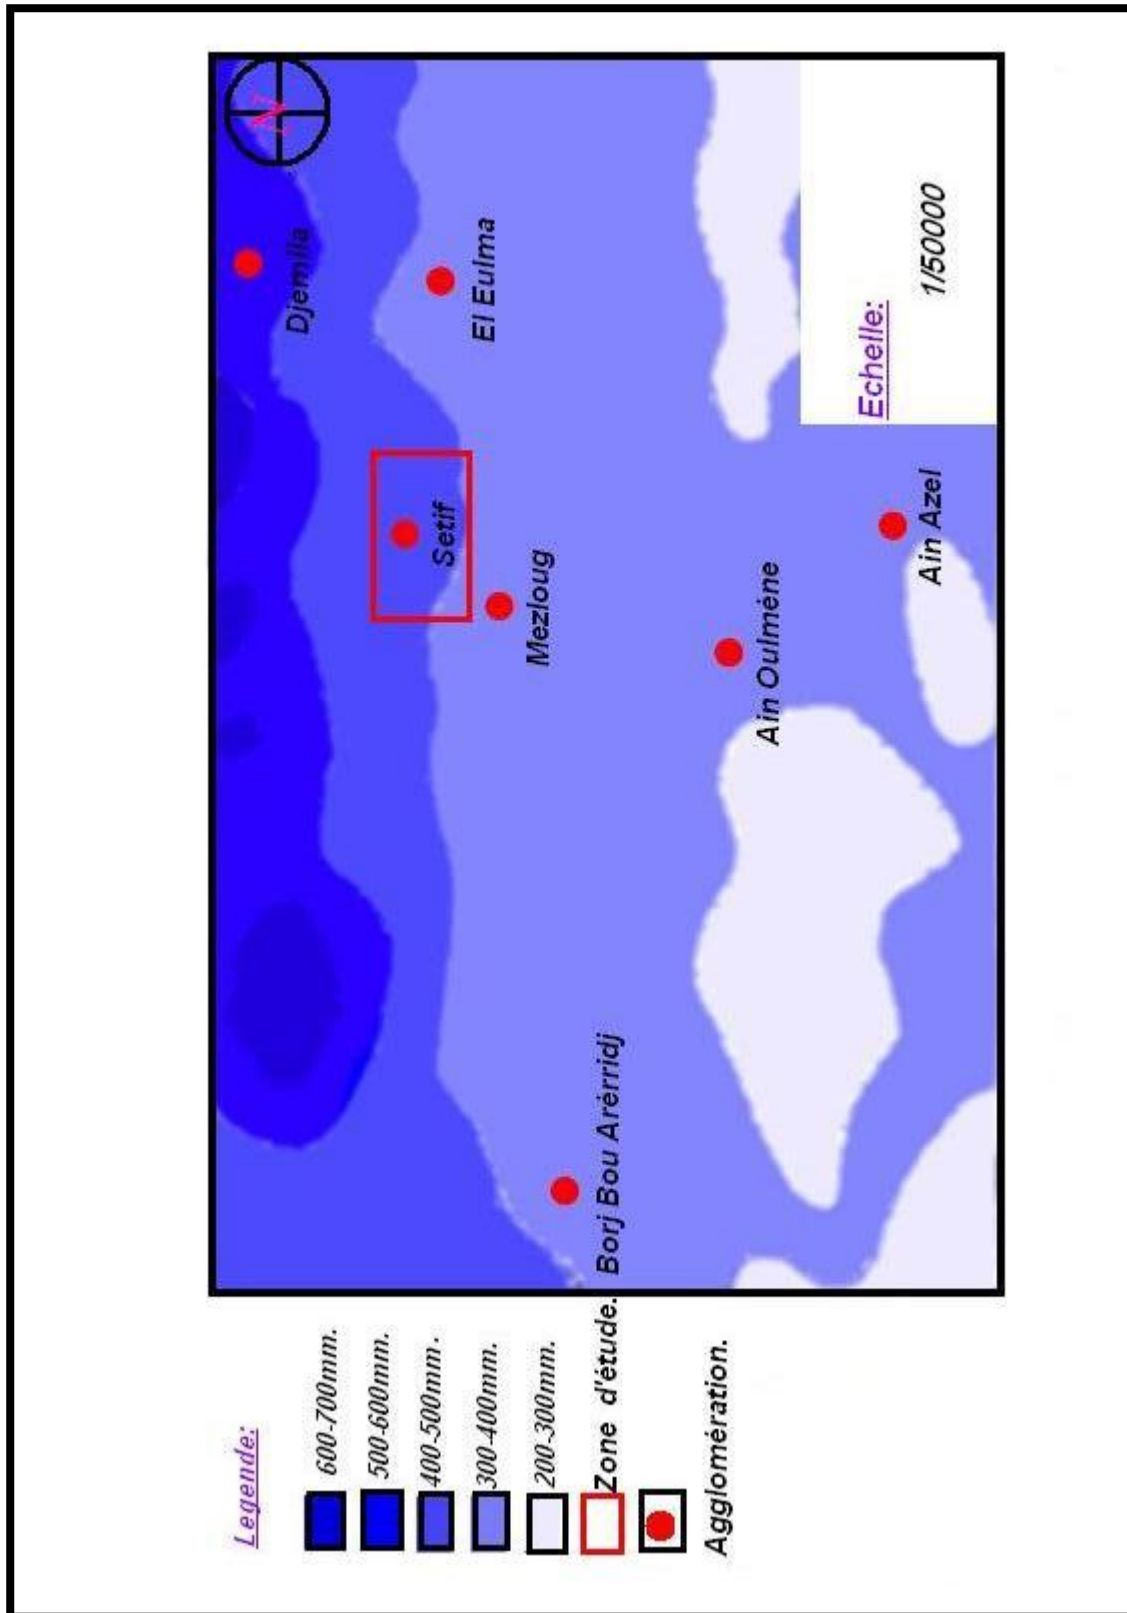 N
Djemila
El Eulma
Setif
Mezloug
Ain Oulmène
Ain Azel
Borj Bou Arérridj
Echelle:
1/50000
Legende:
600-700mm.
500-600mm.
400-500mm.
300-400mm.
200-300mm.
Zone d'étude.
Agglomération.